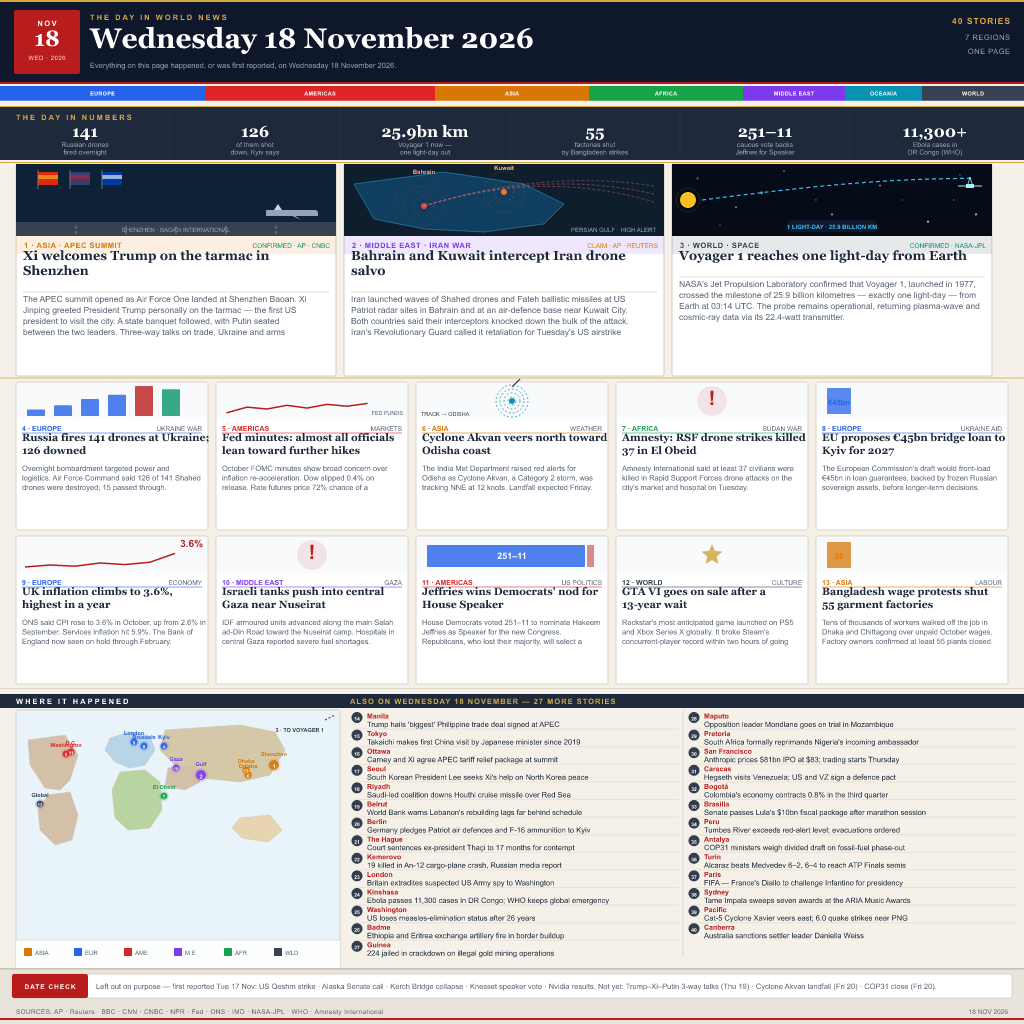 NOV
18
WED · 2026
THE DAY IN WORLD NEWS
Wednesday 18 November 2026
Everything on this page happened, or was first reported, on Wednesday 18 November 2026.
40 STORIES
7 REGIONS
ONE PAGE
EUROPE
AMERICAS
ASIA
AFRICA
MIDDLE EAST
OCEANIA
WORLD
THE DAY IN NUMBERS
141
Russian drones
fired overnight
126
of them shot
down, Kyiv says
25.9bn km
Voyager 1 now —
one light-day out
55
factories shut
by Bangladesh strikes
251–11
caucus vote backs
Jeffries for Speaker
11,300+
Ebola cases in
DR Congo (WHO)
SHENZHEN · BAOAN INTERNATIONAL
1 · ASIA · APEC SUMMIT
CONFIRMED · AP · CNBC
Xi welcomes Trump on the tarmac in
Shenzhen
The APEC summit opened as Air Force One landed at Shenzhen Baoan. Xi
Jinping greeted President Trump personally on the tarmac — the first US
president to visit the city. A state banquet followed, with Putin seated
between the two leaders. Three-way talks on trade, Ukraine and arms
Bahrain
Kuwait
PERSIAN GULF · HIGH ALERT
2 · MIDDLE EAST · IRAN WAR
CLAIM · AP · REUTERS
Bahrain and Kuwait intercept Iran drone
salvo
Iran launched waves of Shahed drones and Fateh ballistic missiles at US
Patriot radar sites in Bahrain and at an air-defence base near Kuwait City.
Both countries said their interceptors knocked down the bulk of the attack.
Iran's Revolutionary Guard called it retaliation for Tuesday's US airstrike
1 LIGHT-DAY · 25.9 BILLION KM
3 · WORLD · SPACE
CONFIRMED · NASA-JPL
Voyager 1 reaches one light-day from Earth
NASA's Jet Propulsion Laboratory confirmed that Voyager 1, launched in 1977,
crossed the milestone of 25.9 billion kilometres — exactly one light-day — from
Earth at 03:14 UTC. The probe remains operational, returning plasma-wave and
cosmic-ray data via its 22.4-watt transmitter.
4 · EUROPE
UKRAINE WAR
Russia fires 141 drones at Ukraine;
126 downed
Overnight bombardment targeted power and
logistics. Air Force Command said 126 of 141 Shahed
drones were destroyed; 15 passed through.
FED FUNDS
5 · AMERICAS
MARKETS
Fed minutes: almost all officials
lean toward further hikes
October FOMC minutes show broad concern over
inflation re-acceleration. Dow slipped 0.4% on
release. Rate futures price 72% chance of a
TRACK → ODISHA
6 · ASIA
WEATHER
Cyclone Akvan veers north toward
Odisha coast
The India Met Department raised red alerts for
Odisha as Cyclone Akvan, a Category 2 storm, was
tracking NNE at 12 knots. Landfall expected Friday.
!
7 · AFRICA
SUDAN WAR
Amnesty: RSF drone strikes killed
37 in El Obeid
Amnesty International said at least 37 civilians were
killed in Rapid Support Forces drone attacks on the
city's market and hospital on Tuesday.
€45bn
8 · EUROPE
UKRAINE AID
EU proposes €45bn bridge loan to
Kyiv for 2027
The European Commission's draft would front-load
€45bn in loan guarantees, backed by frozen Russian
sovereign assets, before longer-term decisions.
3.6%
9 · EUROPE
ECONOMY
UK inflation climbs to 3.6%,
highest in a year
ONS said CPI rose to 3.6% in October, up from 2.6% in
September. Services inflation hit 5.9%. The Bank of
England now seen on hold through February.
!
10 · MIDDLE EAST
GAZA
Israeli tanks push into central
Gaza near Nuseirat
IDF armoured units advanced along the main Salah
ad-Din Road toward the Nuseirat camp. Hospitals in
central Gaza reported severe fuel shortages.
251–11
11 · AMERICAS
US POLITICS
Jeffries wins Democrats' nod for
House Speaker
House Democrats voted 251–11 to nominate Hakeem
Jeffries as Speaker for the new Congress.
Republicans, who lost their majority, will select a
12 · WORLD
CULTURE
GTA VI goes on sale after a
13-year wait
Rockstar's most anticipated game launched on PS5
and Xbox Series X globally. It broke Steam's
concurrent-player record within two hours of going
55
13 · ASIA
LABOUR
Bangladesh wage protests shut
55 garment factories
Tens of thousands of workers walked off the job in
Dhaka and Chittagong over unpaid October wages.
Factory owners confirmed at least 55 plants closed.
WHERE IT HAPPENED
3 · TO VOYAGER 1
London
Brussels
Kyiv
Washington
Gaza
Gulf
Dhaka
Odisha
Shenzhen
El Obeid
Global
ASIA
EUR
AME
M.E.
AFR
WLD
ALSO ON WEDNESDAY 18 NOVEMBER — 27 MORE STORIES
14 Manila
Trump hails 'biggest' Philippine trade deal signed at APEC
15 Tokyo
Takaichi makes first China visit by Japanese minister since 2019
16 Ottawa
Carney and Xi agree APEC tariff relief package at summit
17 Seoul
South Korean President Lee seeks Xi's help on North Korea peace
18 Riyadh
Saudi-led coalition downs Houthi cruise missile over Red Sea
19 Beirut
World Bank warns Lebanon's rebuilding lags far behind schedule
20 Berlin
Germany pledges Patriot air defences and F-16 ammunition to Kyiv
21 The Hague
Court sentences ex-president Thaçi to 17 months for contempt
22 Kemerovo
19 killed in An-12 cargo-plane crash, Russian media report
23 London
Britain extradites suspected US Army spy to Washington
24 Kinshasa
Ebola passes 11,300 cases in DR Congo; WHO keeps global emergency
25 Washington
US loses measles-elimination status after 26 years
26 Badme
Ethiopia and Eritrea exchange artillery fire in border buildup
27 Guinea
224 jailed in crackdown on illegal gold mining operations
28 Maputo
Opposition leader Mondlane goes on trial in Mozambique
29 Pretoria
South Africa formally reprimands Nigeria's incoming ambassador
30 San Francisco
Anthropic prices $81bn IPO at $83; trading starts Thursday
31 Caracas
Hegseth visits Venezuela; US and VZ sign a defence pact
32 Bogotá
Colombia's economy contracts 0.8% in the third quarter
33 Brasília
Senate passes Lula's $10bn fiscal package after marathon session
34 Peru
Tumbes River exceeds red-alert level; evacuations ordered
35 Antalya
COP31 ministers weigh divided draft on fossil-fuel phase-out
36 Turin
Alcaraz beats Medvedev 6–2, 6–4 to reach ATP Finals semis
37 Paris
FIFA — France's Diallo to challenge Infantino for presidency
38 Sydney
Tame Impala sweeps seven awards at the ARIA Music Awards
39 Pacific
Cat-5 Cyclone Xavier veers east; 6.0 quake strikes near PNG
40 Canberra
Australia sanctions settler leader Daniella Weiss
DATE CHECK
Left out on purpose — first reported Tue 17 Nov: US Qeshm strike · Alaska Senate call · Kerch Bridge collapse · Knesset speaker vote · Nvidia results. Not yet: Trump–Xi–Putin 3-way talks (Thu 19) · Cyclone Akvan landfall (Fri 20) · COP31 close (Fri 20).
SOURCES: AP · Reuters · BBC · CNN · CNBC · NPR · Fed · ONS · IMD · NASA-JPL · WHO · Amnesty International
18 NOV 2026